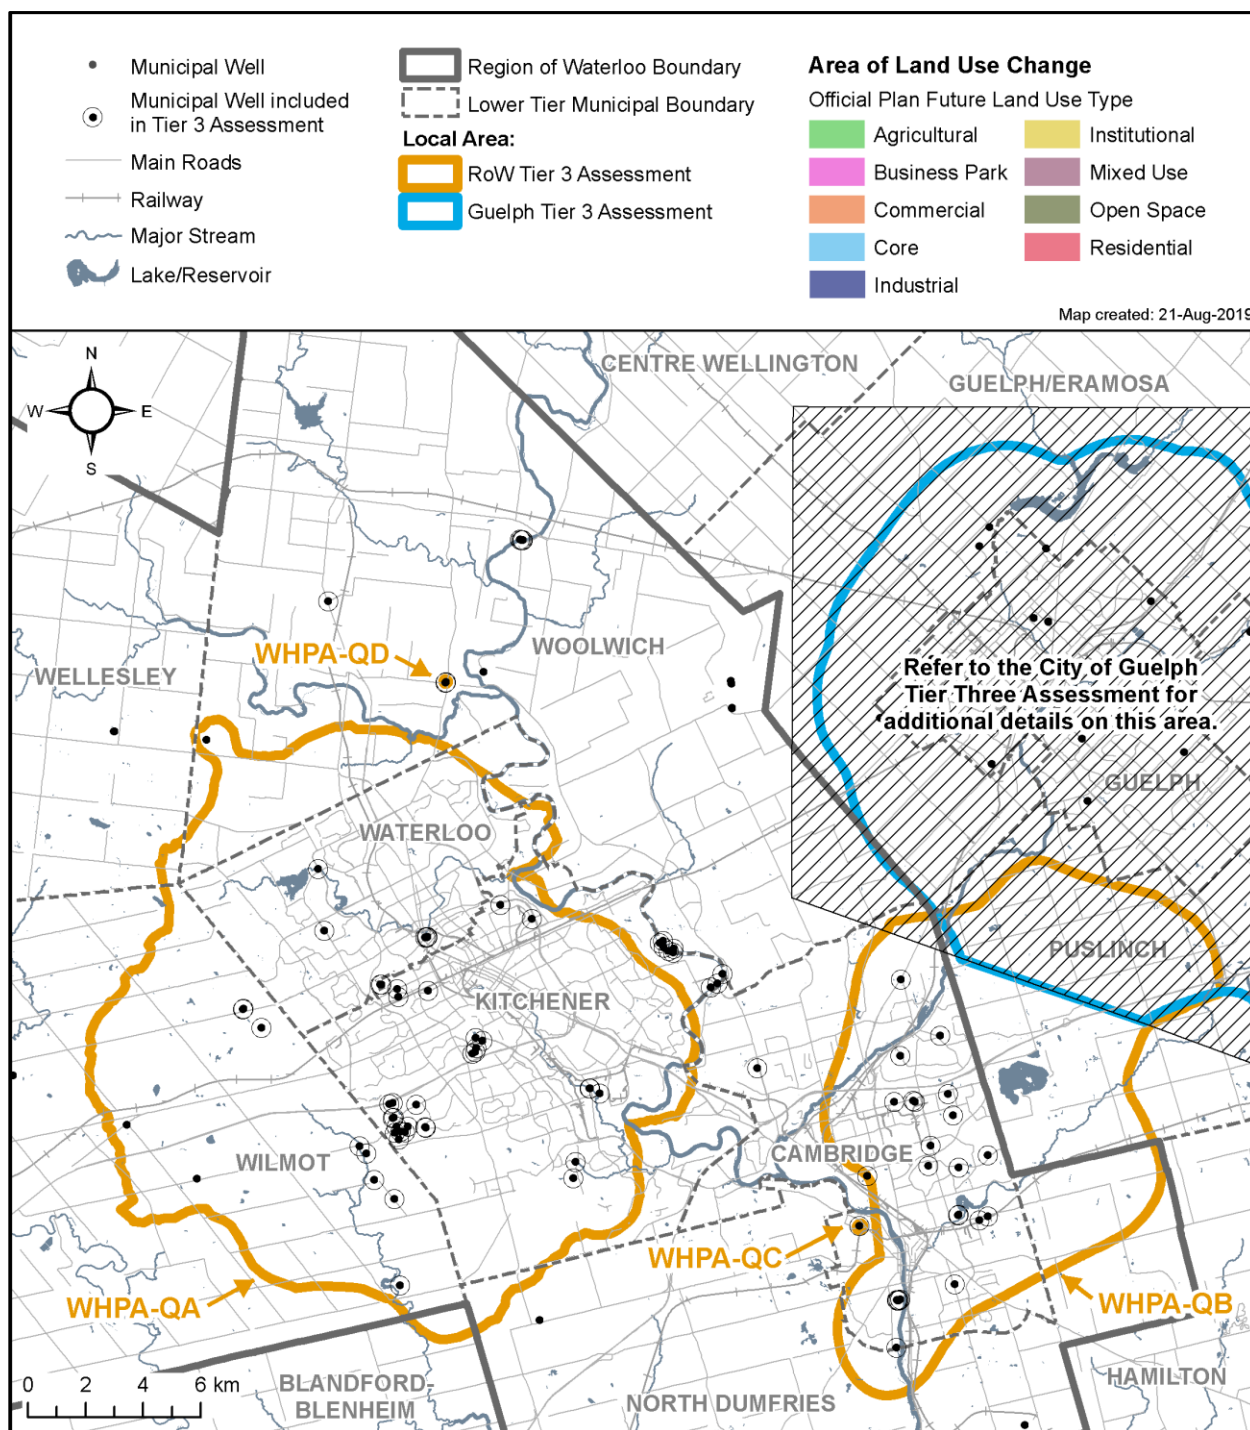 Municipal Well
Municipal Well included
in Tier 3 Assessment
Main Roads
Railway
Major Stream
Lake/Reservoir
Region of Waterloo Boundary
Lower Tier Municipal Boundary
Local Area:
RoW Tier 3 Assessment
Guelph Tier 3 Assessment
Area of Land Use Change
Official Plan Future Land Use Type
Agricultural
Business Park
Commercial
Core
Industrial
Institutional
Mixed Use
Open Space
Residential
Map created: 21-Aug-2019
N
W
E
S
CENTRE WELLINGTON
GUELPH/ERAMOSA
WOOLWICH
WHPA-QD
WELLESLEY
Refer to the City of Guelph
Tier Three Assessment for
additional details on this area.
GUELPH
WATERLOO
PUSLINCH
KITCHENER
CAMBRIDGE
WILMOT
WHPA-QC
WHPA-QA
WHPA-QB
HAMILTON
BLANDFORD-
BLENHEIM
NORTH DUMFRIES
0 2 4 6 km